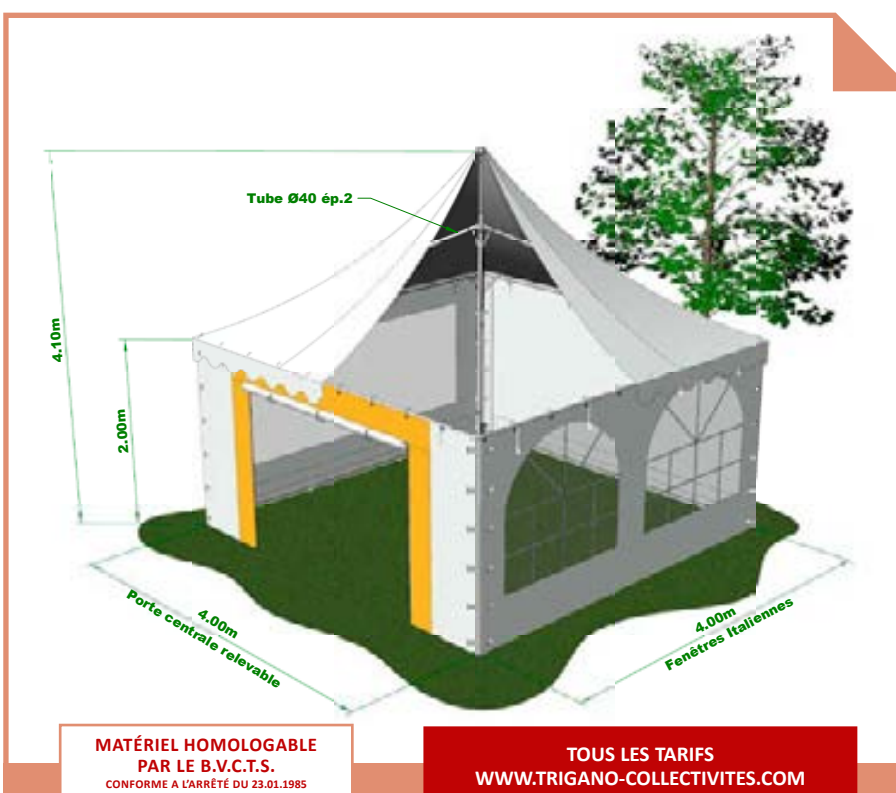 Tube Ø40 ép.2
4.10m
2.00m
4.00m
Porte centrale relevable
4.00m
Fenêtres Italiennes
MATÉRIEL HOMOLOGABLE
PAR LE B.V.C.T.S.
CONFORME A L'ARRÊTÉ DU 23.01.1985
TOUS LES TARIFS
WWW.TRIGANO-COLLECTIVITES.COM